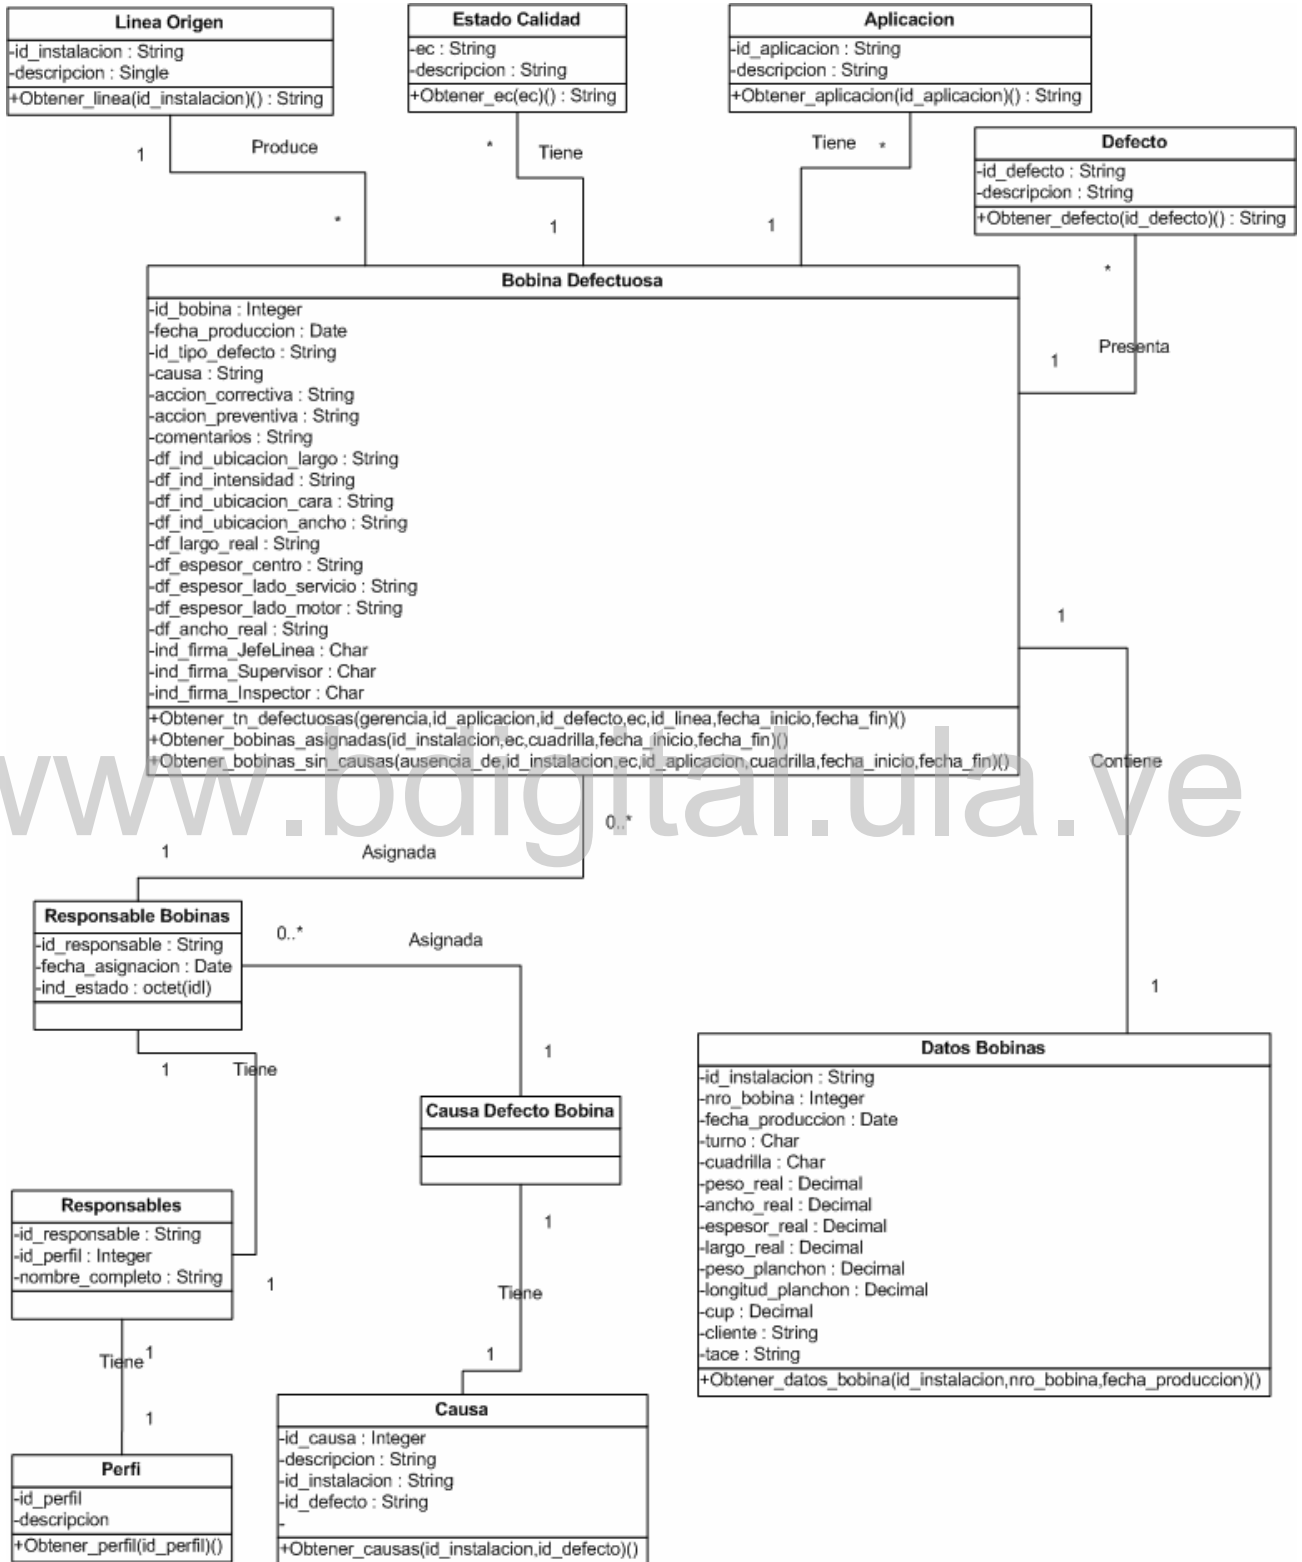 Linea Origen
-id_instalacion : String
-descripcion : Single
+Obtener_linea(id_instalacion)() : String
Estado Calidad
-ec : String
-descripcion : String
+Obtener_ec(ec)() : String
Aplicacion
-id_aplicacion : String
-descripcion : String
+Obtener_aplicacion(id_aplicacion)() : String
Defecto
-id_defecto : String
-descripcion : String
+Obtener_defecto(id_defecto)() : String
1
Produce
*
*
Tiene
1
Tiene
*
1
*
Presenta
1
Bobina Defectuosa
-id_bobina : Integer
-fecha_produccion : Date
-id_tipo_defecto : String
-causa : String
-accion_correctiva : String
-accion_preventiva : String
-comentarios : String
-df_ind_ubicacion_largo : String
-df_ind_intensidad : String
-df_ind_ubicacion_cara : String
-df_ind_ubicacion_ancho : String
-df_largo_real : String
-df_espesor_centro : String
-df_espesor_lado_servicio : String
-df_espesor_lado_motor : String
-df_ancho_real : String
-ind_firma_JefeLinea : Char
-ind_firma_Supervisor : Char
-ind_firma_Inspector : Char
+Obtener_tn_defectuosas(gerencia,id_aplicacion,id_defecto,ec,id_linea,fecha_inicio,fecha_fin)()
+Obtener_bobinas_asignadas(id_instalacion,ec,cuadrilla,fecha_inicio,fecha_fin)()
+Obtener_bobinas_sin_causas(ausencia_de,id_instalacion,ec,id_aplicacion,cuadrilla,fecha_inicio,fecha_fin)()
1
Contiene
1
www.bdigital.ula.ve
0..*
1
Asignada
Responsable Bobinas
-id_responsable : String
-fecha_asignacion : Date
-ind_estado : octet(idl)
0..*
Asignada
1
1
Tiene
1
Causa Defecto Bobina
Responsables
-id_responsable : String
-id_perfil : Integer
-nombre_completo : String
1
Tiene
1
Tiene
1
1
Perfi
-id_perfil
-descripcion
+Obtener_perfil(id_perfil)()
Causa
-id_causa : Integer
-descripcion : String
-id_instalacion : String
-id_defecto : String
-
+Obtener_causas(id_instalacion,id_defecto)()
Datos Bobinas
-id_instalacion : String
-nro_bobina : Integer
-fecha_produccion : Date
-turno : Char
-cuadrilla : Char
-peso_real : Decimal
-ancho_real : Decimal
-espesor_real : Decimal
-largo_real : Decimal
-peso_planchon : Decimal
-longitud_planchon : Decimal
-cup : Decimal
-cliente : String
-tace : String
+Obtener_datos_bobina(id_instalacion,nro_bobina,fecha_produccion)()